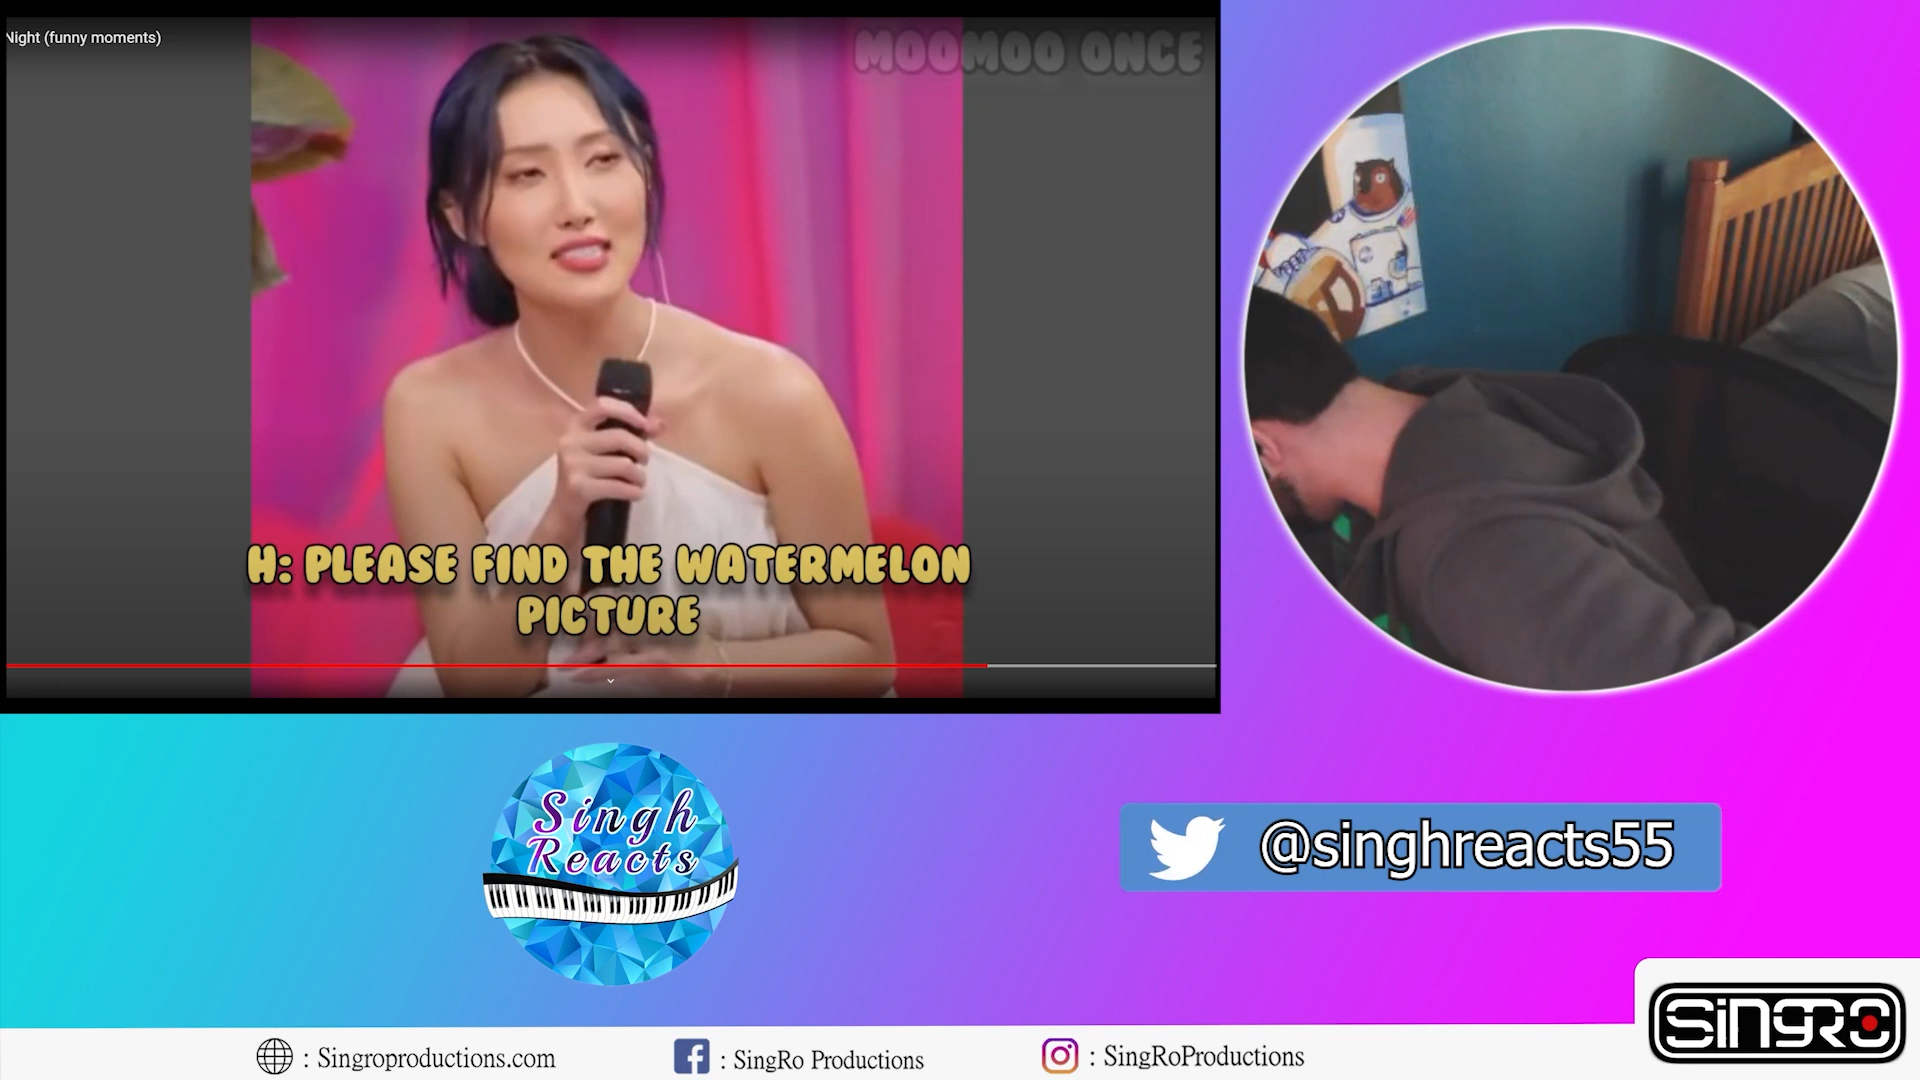 Night (funny moments)
MOOMOO ONCE
H: PLEASE FIND THE WATERMELON
PICTURE
Singh
Reacts
@singhreacts55
SingRo
: Singroproductions.com
: SingRo Productions
: SingRoProductions